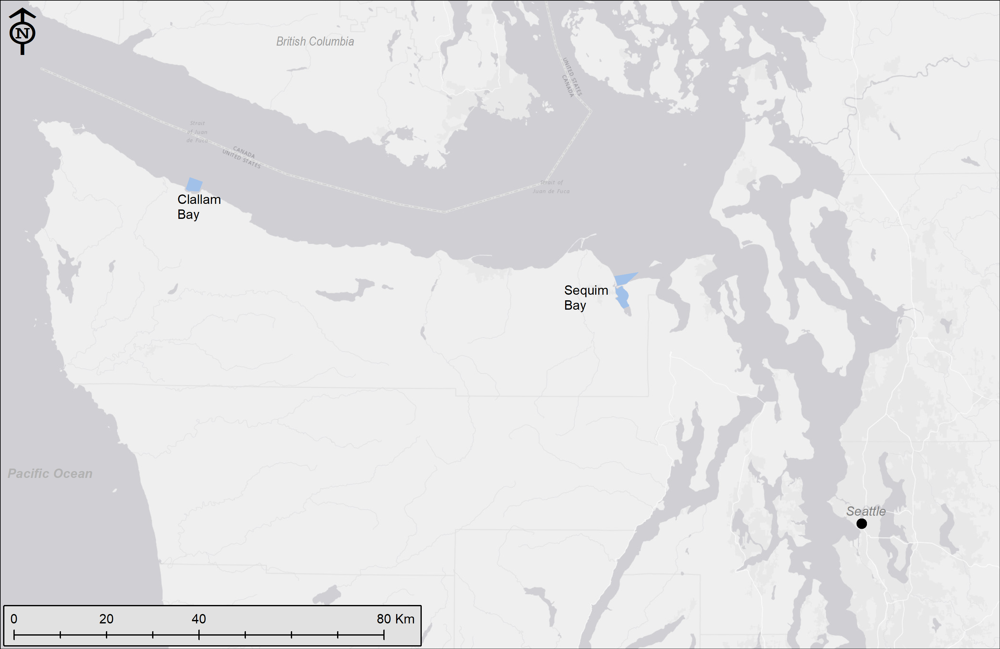 N
British Columbia
UNITED STATES
CANADA
Strait
of Juan
de Fuca
CANADA
UNITED STATES
Strait of
Juan de Fuca
Clallam
Bay
Sequim
Bay
Pacific Ocean
Seattle
0 20 40 80 Km